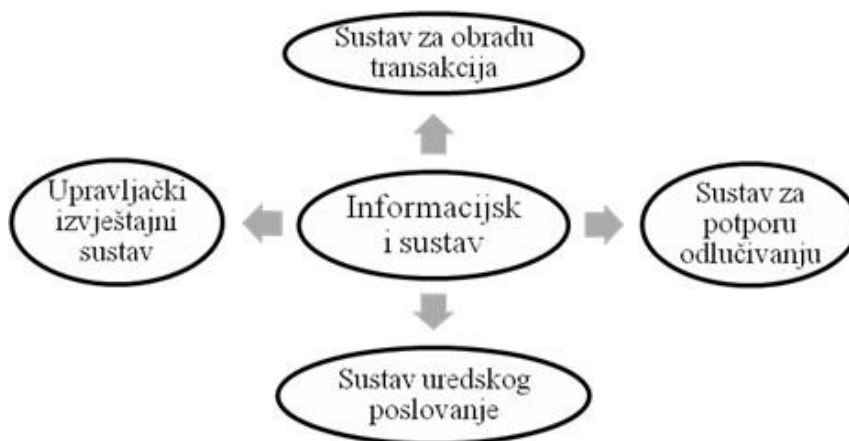 Sustav za obradu
transakcija
Upravljački
izvještajni
sustav
Informacijsk
i sustav
Sustav za
potporu
odlučivanju
Sustav uredskog
poslovanje